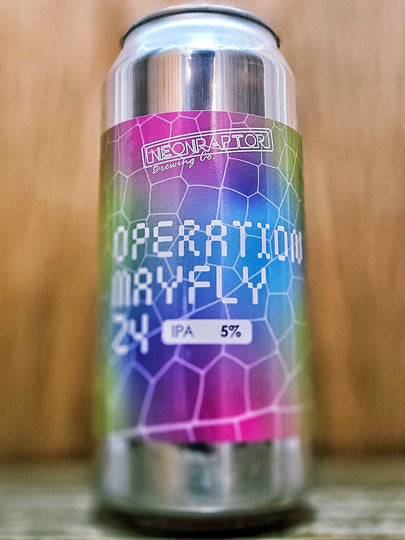 NEONRAPTOR
Brewing Co.
OPERATION
MAYFLY
24 IPA 5%